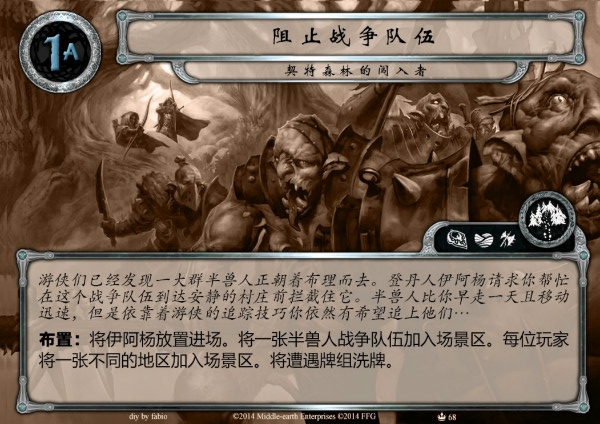 1A
阻止战争队伍
契特森林的闯入者
游侠们已经发现一大群半兽人正朝着布理而去。登丹人伊阿杨请求你帮忙
在这个战争队伍到达安静的村庄前拦截住它。半兽人比你早走一天且移动
迅速，但是依靠着游侠的追踪技巧你依然有希望追上他们…
布置：将伊阿杨放置进场。将一张半兽人战争队伍加入场景区。每位玩家
将一张不同的地区加入场景区。将遭遇牌组洗牌。
diy by fabio ©2014 Middle-earth Enterprises ©2014 FFG 68